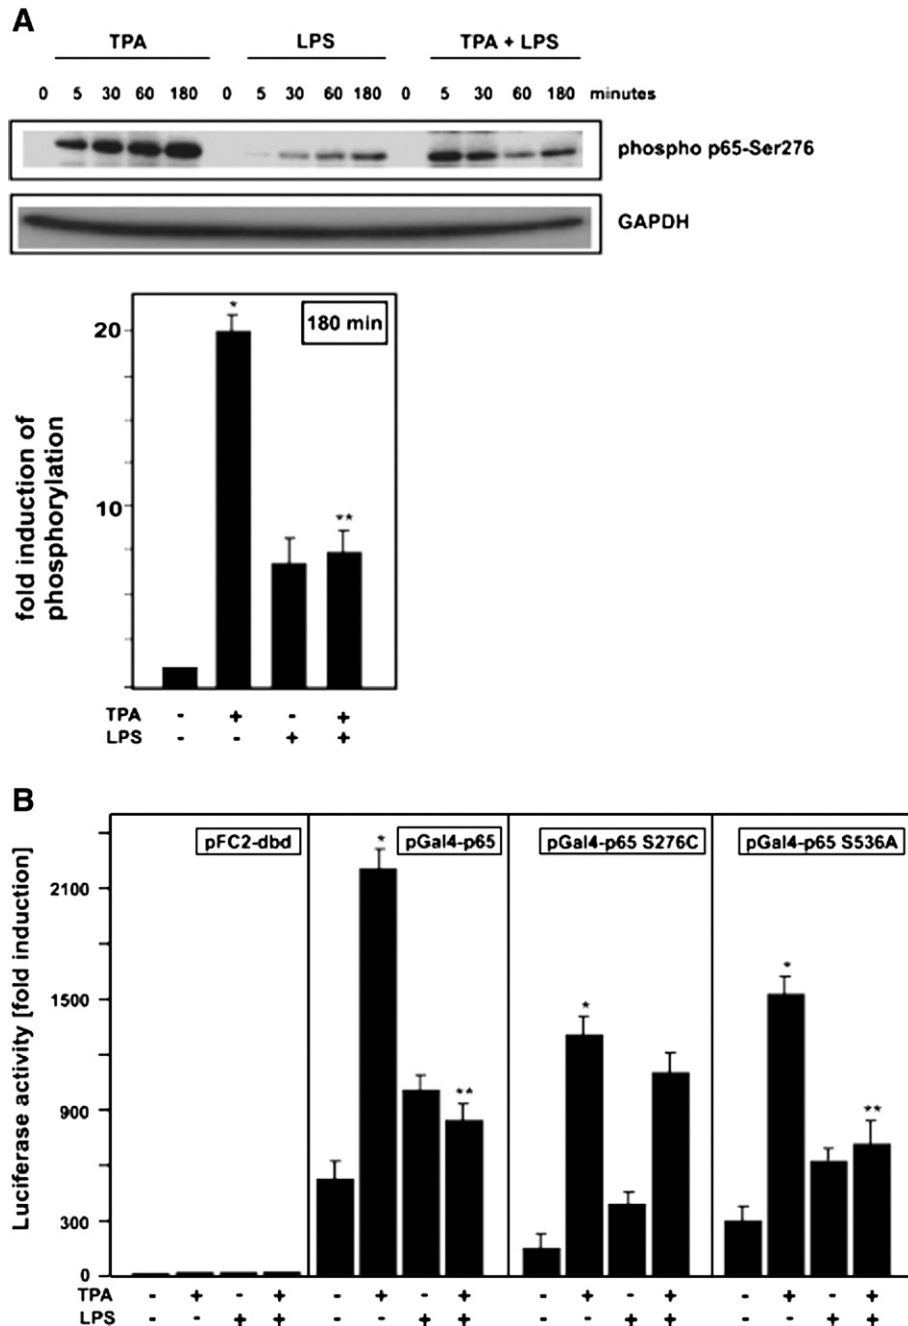 A
TPA LPS TPA + LPS
0 5 30 60 180 0 5 30 60 180 0 5 30 60 180 minutes
phospho p65-Ser276
GAPDH
180 min
*
20
10
**
fold induction of
phosphorylation
TPA - + - +
LPS - - + +
B
pFC2-dbd pGal4-p65 pGal4-p65 S276C pGal4-p65 S536A
* ** * * **
Luciferase activity [fold induction]
2100
1500
900
300
0
TPA - + - + - + - + - + - + - + - +
LPS - - + + - - + + - - + + - - + +